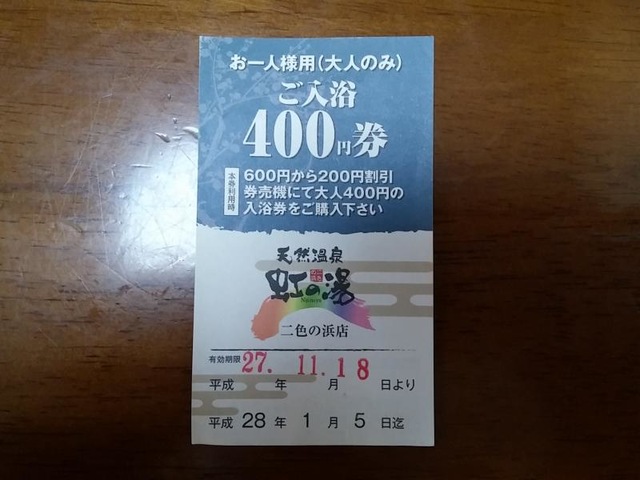 お一人様用(大人のみ)
ご入浴
400円券
本券利用時
600円から200円割引
券売機にて大人400円の
入浴券をご購入下さい
天然温泉
虹の湯
二色の浜店
有効期限 27. 11. 18
平成 年 月 日より
平成 28 年 1 月 5 日迄